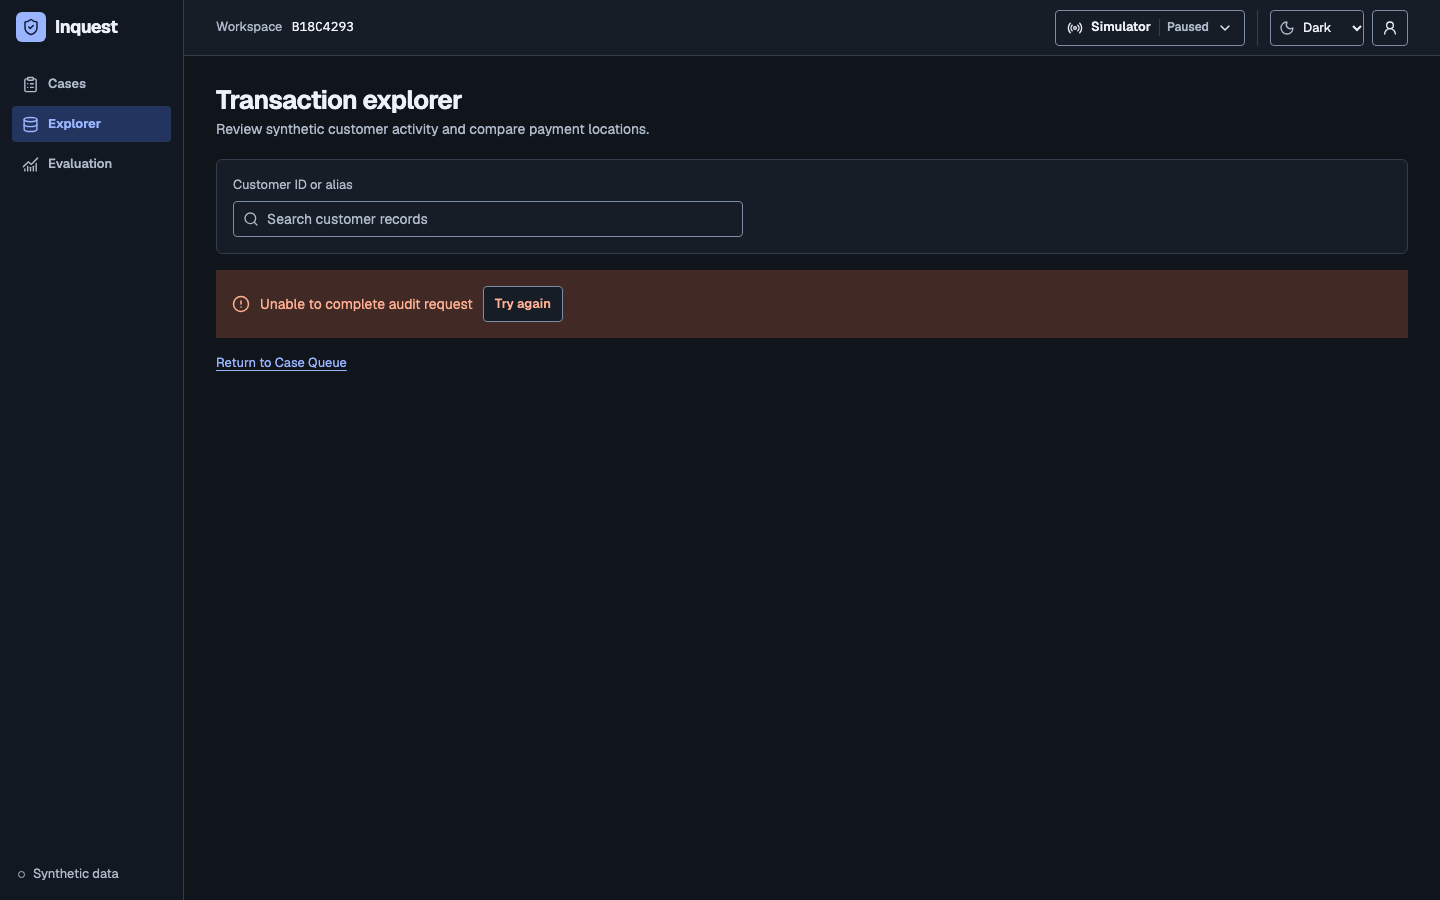 Inquest
Workspace B18C4293
Simulator Paused
Dark
Cases
Explorer
Evaluation
Transaction explorer
Review synthetic customer activity and compare payment locations.
Customer ID or alias
Search customer records
Unable to complete audit request Try again
Return to Case Queue
Synthetic data